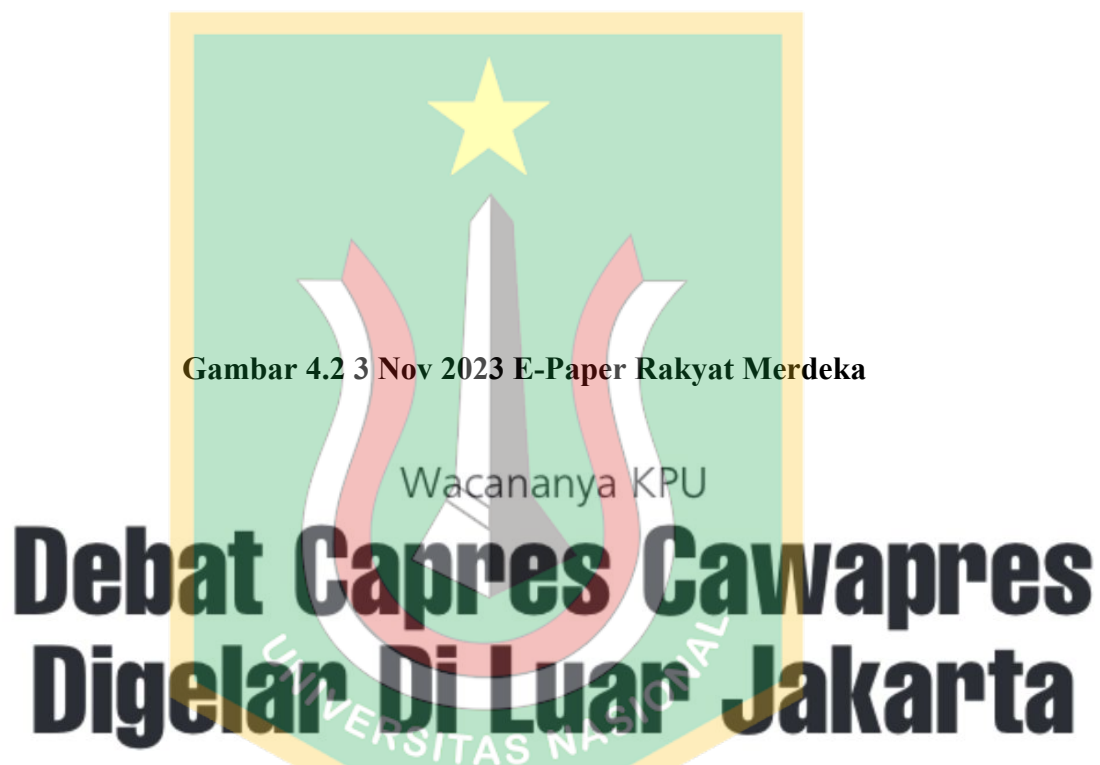 Gambar 4.2 3 Nov 2023 E-Paper Rakyat Merdeka
Wacananya KPU
Debat Capres Cawapres
Digelar Di Luar Jakarta
UNIVERSITAS NASIONAL